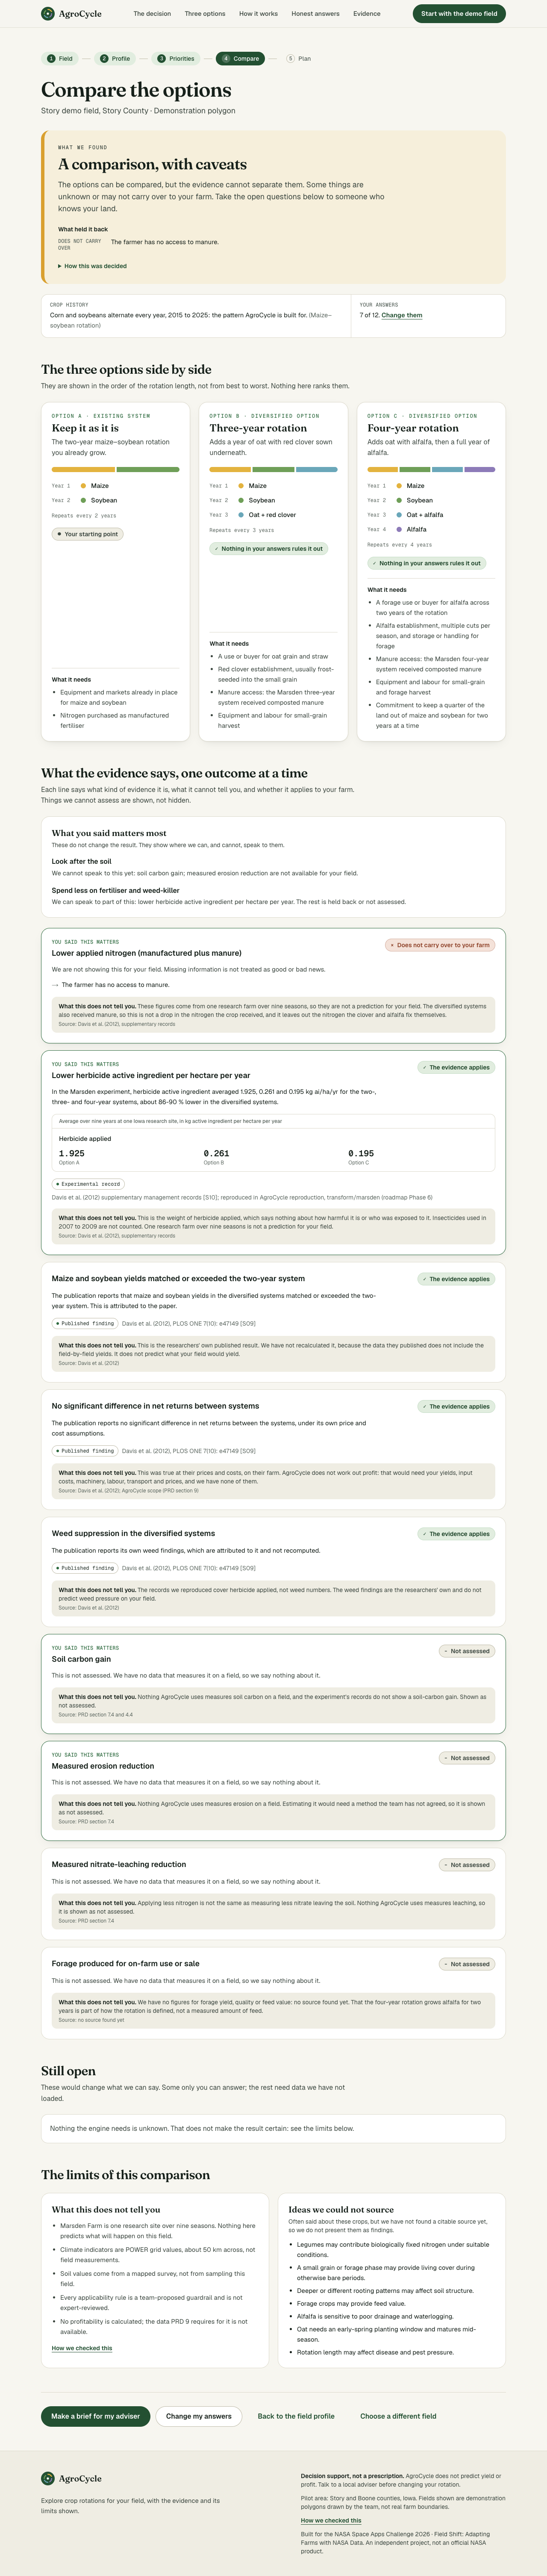 AgroCycle
The decision
Three options
How it works
Honest answers
Evidence
Start with the demo field
1 Field
2 Profile
3 Priorities
4 Compare
5 Plan
Compare the options
Story demo field, Story County · Demonstration polygon
WHAT WE FOUND
A comparison, with caveats
The options can be compared, but the evidence cannot separate them. Some things are
unknown or may not carry over to your farm. Take the open questions below to someone who
knows your land.
What held it back
DOES NOT CARRY
OVER
The farmer has no access to manure.
▸ How this was decided
CROP HISTORY
Corn and soybeans alternate every year, 2015 to 2025: the pattern AgroCycle is built for. (Maize–
soybean rotation)
YOUR ANSWERS
7 of 12. Change them
The three options side by side
They are shown in the order of the rotation length, not from best to worst. Nothing here ranks them.
OPTION A · EXISTING SYSTEM
Keep it as it is
The two-year maize–soybean rotation
you already grow.
Year 1 Maize
Year 2 Soybean
Repeats every 2 years
Your starting point
What it needs
Equipment and markets already in place
for maize and soybean
Nitrogen purchased as manufactured
fertiliser
OPTION B · DIVERSIFIED OPTION
Three-year rotation
Adds a year of oat with red clover sown
underneath.
Year 1 Maize
Year 2 Soybean
Year 3 Oat + red clover
Repeats every 3 years
✓ Nothing in your answers rules it out
What it needs
A use or buyer for oat grain and straw
Red clover establishment, usually frost-
seeded into the small grain
Manure access: the Marsden three-year
system received composted manure
Equipment and labour for small-grain
harvest
OPTION C · DIVERSIFIED OPTION
Four-year rotation
Adds oat with alfalfa, then a full year of
alfalfa.
Year 1 Maize
Year 2 Soybean
Year 3 Oat + alfalfa
Year 4 Alfalfa
Repeats every 4 years
✓ Nothing in your answers rules it out
What it needs
A forage use or buyer for alfalfa across
two years of the rotation
Alfalfa establishment, multiple cuts per
season, and storage or handling for
forage
Manure access: the Marsden four-year
system received composted manure
Equipment and labour for small-grain
and forage harvest
Commitment to keep a quarter of the
land out of maize and soybean for two
years at a time
What the evidence says, one outcome at a time
Each line says what kind of evidence it is, what it cannot tell you, and whether it applies to your farm.
Things we cannot assess are shown, not hidden.
What you said matters most
These do not change the result. They show where we can, and cannot, speak to them.
Look after the soil
We cannot speak to this yet: soil carbon gain; measured erosion reduction are not available for your field.
Spend less on fertiliser and weed-killer
We can speak to part of this: lower herbicide active ingredient per hectare per year. The rest is held back or not assessed.
YOU SAID THIS MATTERS
Lower applied nitrogen (manufactured plus manure)
× Does not carry over to your farm
We are not showing this for your field. Missing information is not treated as good or bad news.
→ The farmer has no access to manure.
What this does not tell you. These figures come from one research farm over nine seasons, so they are not a prediction for your field. The diversified systems
also received manure, so this is not a drop in the nitrogen the crop received, and it leaves out the nitrogen the clover and alfalfa fix themselves.
Source: Davis et al. (2012), supplementary records
YOU SAID THIS MATTERS
Lower herbicide active ingredient per hectare per year
✓ The evidence applies
In the Marsden experiment, herbicide active ingredient averaged 1.925, 0.261 and 0.195 kg ai/ha/yr for the two-,
three- and four-year systems, about 86-90 % lower in the diversified systems.
Average over nine years at one Iowa research site, in kg active ingredient per hectare per year
Herbicide applied
1.925
Option A
0.261
Option B
0.195
Option C
Experimental record
Davis et al. (2012) supplementary management records [S10]; reproduced in AgroCycle reproduction, transform/marsden (roadmap Phase 6)
What this does not tell you. This is the weight of herbicide applied, which says nothing about how harmful it is or who was exposed to it. Insecticides used in
2007 to 2009 are not counted. One research farm over nine seasons is not a prediction for your field.
Source: Davis et al. (2012), supplementary records
Maize and soybean yields matched or exceeded the two-year system
✓ The evidence applies
The publication reports that maize and soybean yields in the diversified systems matched or exceeded the two-
year system. This is attributed to the paper.
Published finding
Davis et al. (2012), PLOS ONE 7(10): e47149 [S09]
What this does not tell you. This is the researchers' own published result. We have not recalculated it, because the data they published does not include the
field-by-field yields. It does not predict what your field would yield.
Source: Davis et al. (2012)
No significant difference in net returns between systems
✓ The evidence applies
The publication reports no significant difference in net returns between the systems, under its own price and
cost assumptions.
Published finding
Davis et al. (2012), PLOS ONE 7(10): e47149 [S09]
What this does not tell you. This was true at their prices and costs, on their farm. AgroCycle does not work out profit: that would need your yields, input
costs, machinery, labour, transport and prices, and we have none of them.
Source: Davis et al. (2012); AgroCycle scope (PRD section 9)
Weed suppression in the diversified systems
✓ The evidence applies
The publication reports its own weed findings, which are attributed to it and not recomputed.
Published finding
Davis et al. (2012), PLOS ONE 7(10): e47149 [S09]
What this does not tell you. The records we reproduced cover herbicide applied, not weed numbers. The weed findings are the researchers' own and do not
predict weed pressure on your field.
Source: Davis et al. (2012)
YOU SAID THIS MATTERS
Soil carbon gain
– Not assessed
This is not assessed. We have no data that measures it on a field, so we say nothing about it.
What this does not tell you. Nothing AgroCycle uses measures soil carbon on a field, and the experiment's records do not show a soil-carbon gain. Shown as
not assessed.
Source: PRD section 7.4 and 4.4
YOU SAID THIS MATTERS
Measured erosion reduction
– Not assessed
This is not assessed. We have no data that measures it on a field, so we say nothing about it.
What this does not tell you. Nothing AgroCycle uses measures erosion on a field. Estimating it would need a method the team has not agreed, so it is shown
as not assessed.
Source: PRD section 7.4
Measured nitrate-leaching reduction
– Not assessed
This is not assessed. We have no data that measures it on a field, so we say nothing about it.
What this does not tell you. Applying less nitrogen is not the same as measuring less nitrate leaving the soil. Nothing AgroCycle uses measures leaching, so
it is shown as not assessed.
Source: PRD section 7.4
Forage produced for on-farm use or sale
– Not assessed
This is not assessed. We have no data that measures it on a field, so we say nothing about it.
What this does not tell you. We have no figures for forage yield, quality or feed value: no source found yet. That the four-year rotation grows alfalfa for two
years is part of how the rotation is defined, not a measured amount of feed.
Source: no source found yet
Still open
These would change what we can say. Some only you can answer; the rest need data we have not
loaded.
Nothing the engine needs is unknown. That does not make the result certain: see the limits below.
The limits of this comparison
What this does not tell you
Marsden Farm is one research site over nine seasons. Nothing here
predicts what will happen on this field.
Climate indicators are POWER grid values, about 50 km across, not
field measurements.
Soil values come from a mapped survey, not from sampling this
field.
Every applicability rule is a team-proposed guardrail and is not
expert-reviewed.
No profitability is calculated; the data PRD 9 requires for it is not
available.
How we checked this
Ideas we could not source
Often said about these crops, but we have not found a citable source yet,
so we do not present them as findings.
Legumes may contribute biologically fixed nitrogen under suitable
conditions.
A small grain or forage phase may provide living cover during
otherwise bare periods.
Deeper or different rooting patterns may affect soil structure.
Forage crops may provide feed value.
Alfalfa is sensitive to poor drainage and waterlogging.
Oat needs an early-spring planting window and matures mid-
season.
Rotation length may affect disease and pest pressure.
Make a brief for my adviser
Change my answers
Back to the field profile
Choose a different field
AgroCycle
Explore crop rotations for your field, with the evidence and its
limits shown.
Decision support, not a prescription. AgroCycle does not predict yield or
profit. Talk to a local adviser before changing your rotation.
Pilot area: Story and Boone counties, Iowa. Fields shown are demonstration
polygons drawn by the team, not real farm boundaries.
How we checked this
Built for the NASA Space Apps Challenge 2026 · Field Shift: Adapting
Farms with NASA Data. An independent project, not an official NASA
product.